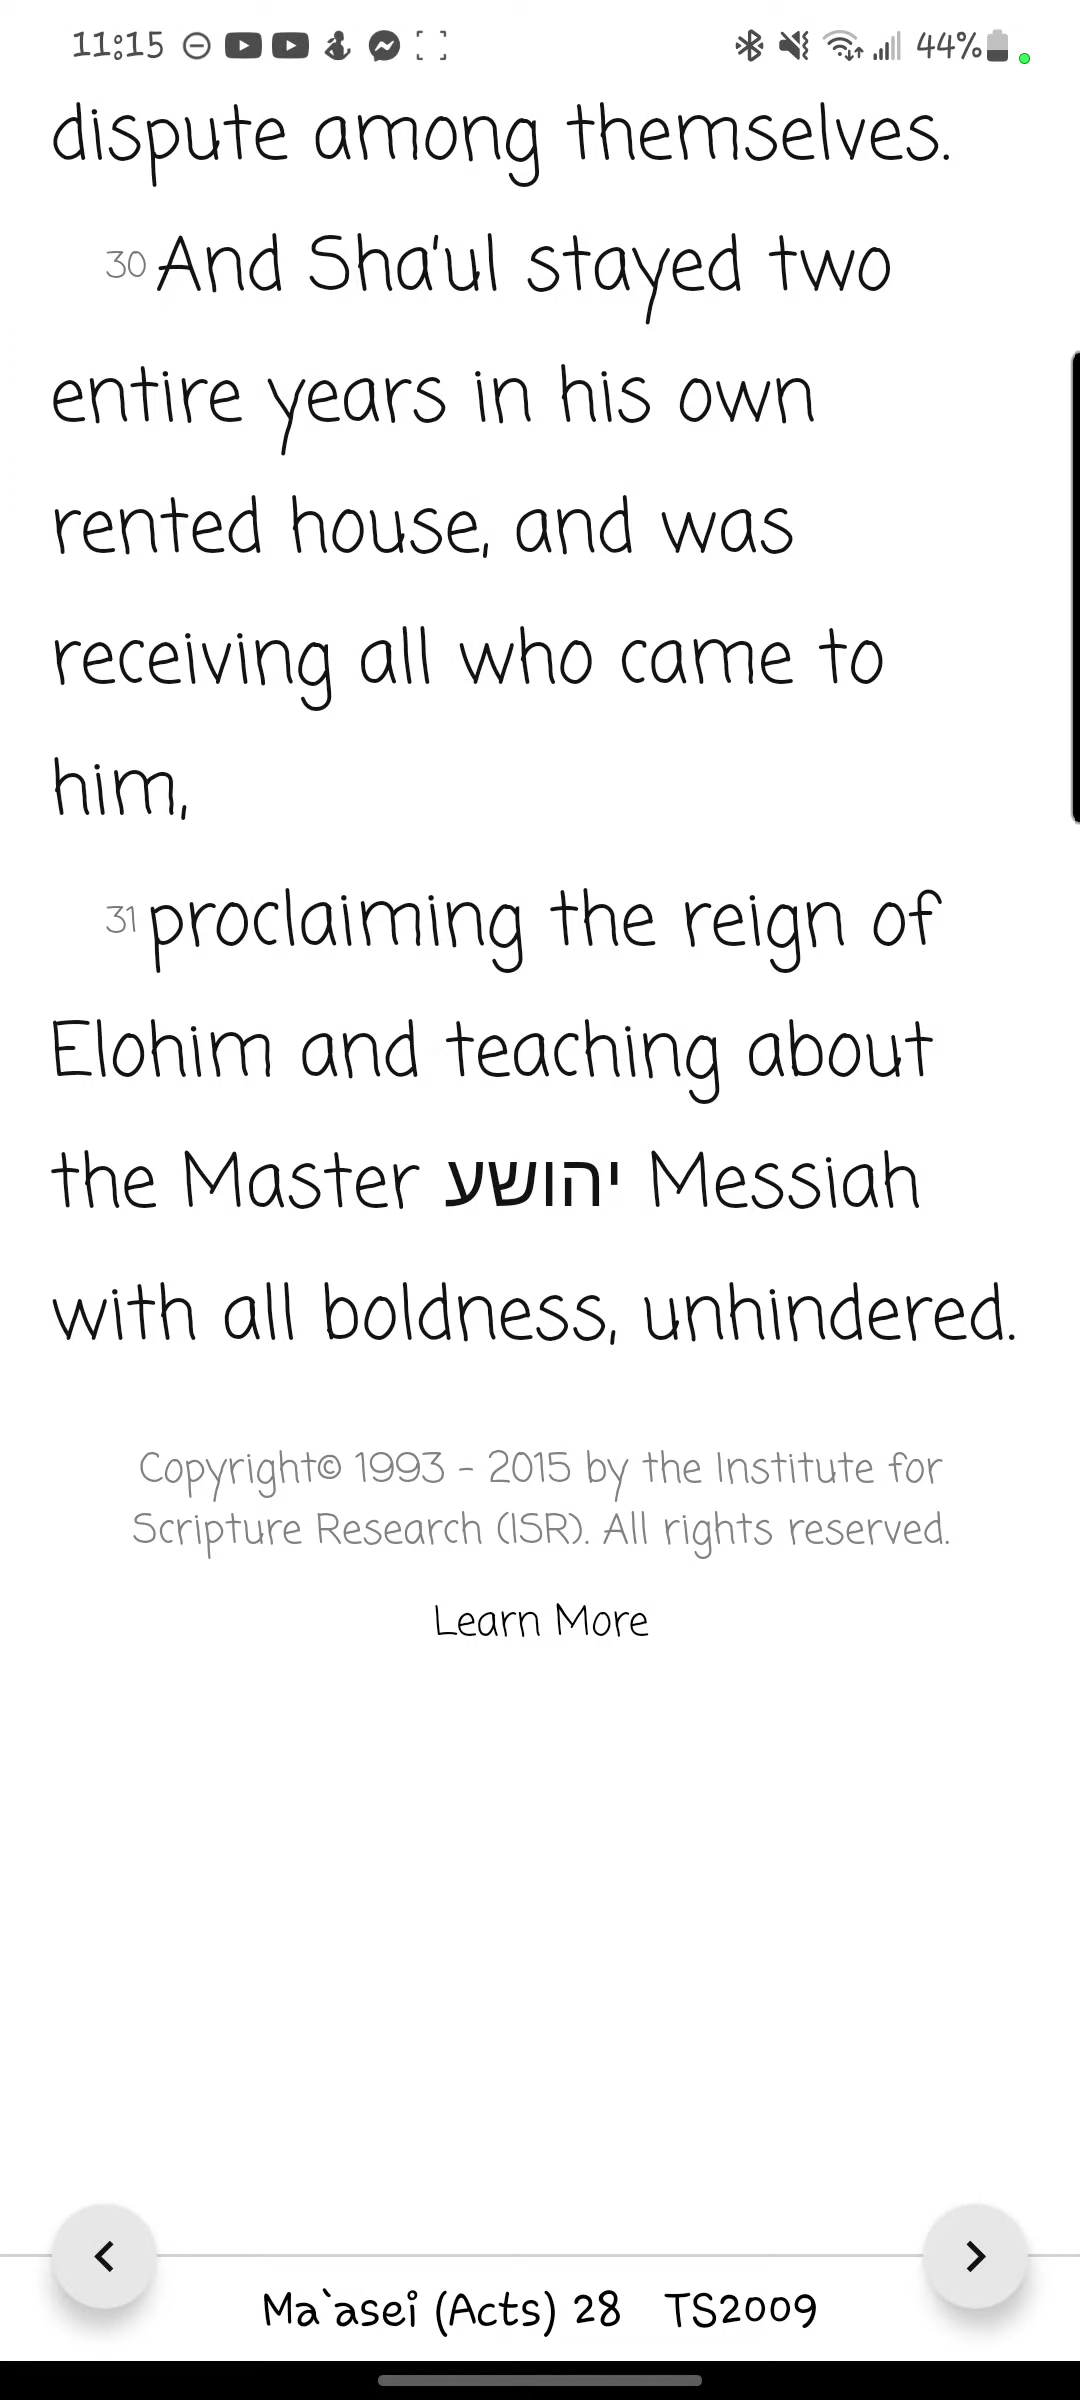 11:15 44%
dispute among themselves.
30 And Sha'ul stayed two
entire years in his own
rented house, and was
receiving all who came to
him,
31 proclaiming the reign of
Elohim and teaching about
the Master יהושע Messiah
with all boldness, unhindered.
Copyright© 1993 - 2015 by the Institute for
Scripture Research (ISR). All rights reserved.
Learn More
Ma`asei (Acts) 28 TS2009